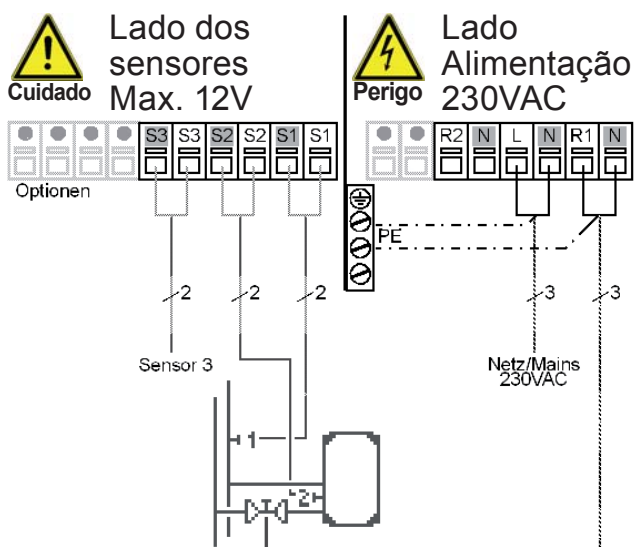 Cuidado
Lado dos
sensores
Max. 12V
Perigo
Lado
Alimentação
230VAC
S3 S3 S2 S2 S1 S1
R2 N L N R1 N
Optionen
PE
2 2 2
3 3
Sensor 3
Netz/Mains
230VAC
1
2